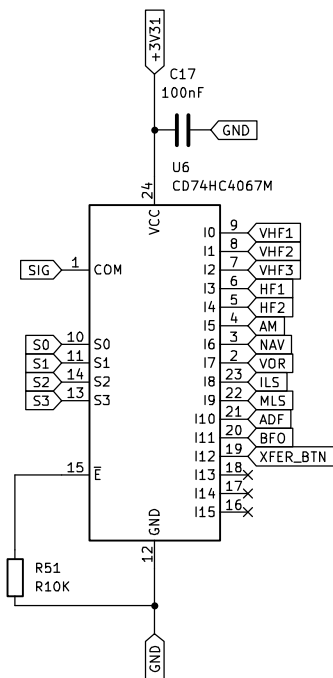 +3V31
C17
100nF
GND
U6
CD74HC4067M
24
VCC
SIG 1 COM
S0 10 S0
S1 11 S1
S2 14 S2
S3 13 S3
15 E
I0 9 VHF1
I1 8 VHF2
I2 7 VHF3
I3 6 HF1
I4 5 HF2
I5 4 AM
I6 3 NAV
I7 2 VOR
I8 23 ILS
I9 22 MLS
I10 21 ADF
I11 20 BFO
I12 19 XFER_BTN
I13 18
I14 17
I15 16
GND
12
R51
R10K
GND